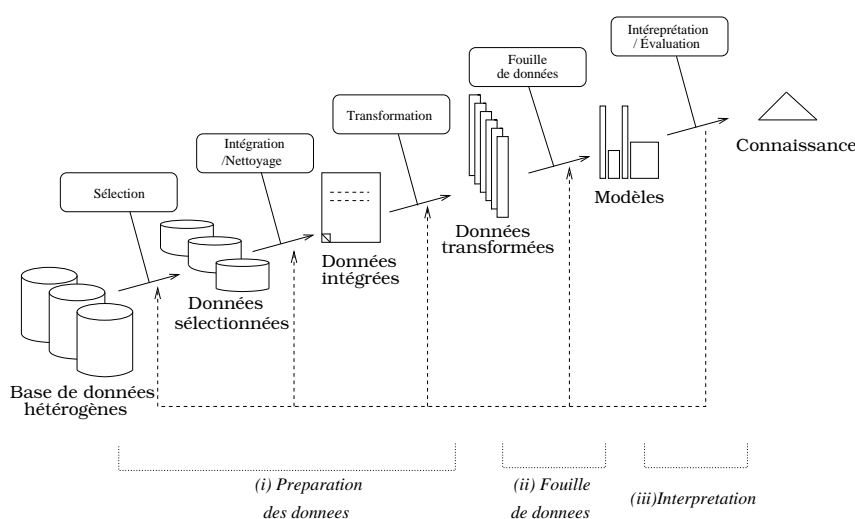 Intéreprétation
/ Évaluation
Fouille
de données
Transformation
Intégration
/Nettoyage
Sélection
Connaissance
Modèles
Données
transformées
Données
intégrées
Données
sélectionnées
Base de données
hétérogènes
(i) Preparation
des donnees
(ii) Fouille
de donnees
(iii)Interpretation